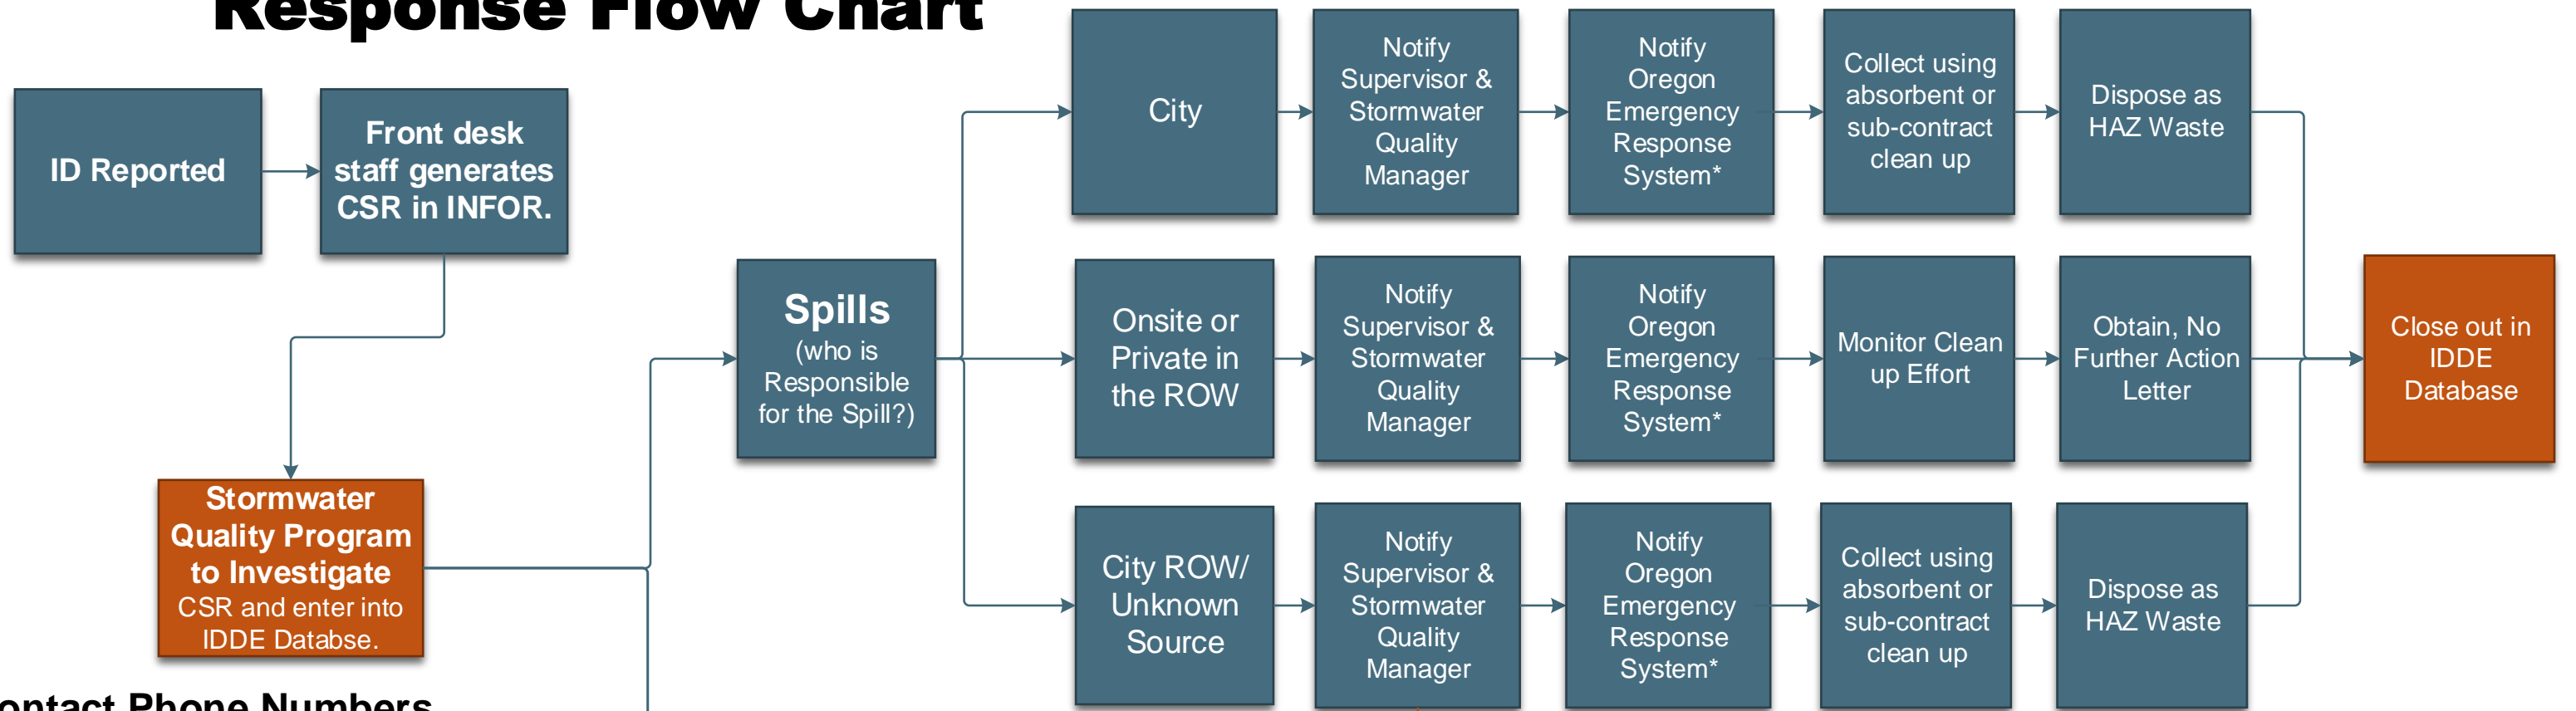 Response Flow Chart
ID Reported
Front desk
staff generates
CSR in INFOR.
Stormwater
Quality Program
to Investigate
CSR and enter into
IDDE Databse.
Spills
(who is
Responsible
for the Spill?)
City
Notify
Supervisor &
Stormwater
Quality
Manager
Notify
Oregon
Emergency
Response
System*
Collect using
absorbent or
sub-contract
clean up
Dispose as
HAZ Waste
Onsite or
Private in
the ROW
Notify
Supervisor &
Stormwater
Quality
Manager
Notify
Oregon
Emergency
Response
System*
Monitor Clean
up Effort
Obtain, No
Further Action
Letter
Close out in
IDDE
Database
City ROW/
Unknown
Source
Notify
Supervisor &
Stormwater
Quality
Manager
Notify
Oregon
Emergency
Response
System*
Collect using
absorbent or
sub-contract
clean up
Dispose as
HAZ Waste
ontact Phone Numbers